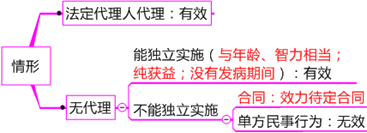 法定代理人代理：有效
情形
能独立实施（与年龄、智力相当；
纯获益；没有发病期间）：有效
无代理
不能独立实施
合同：效力待定合同
单方民事行为：无效